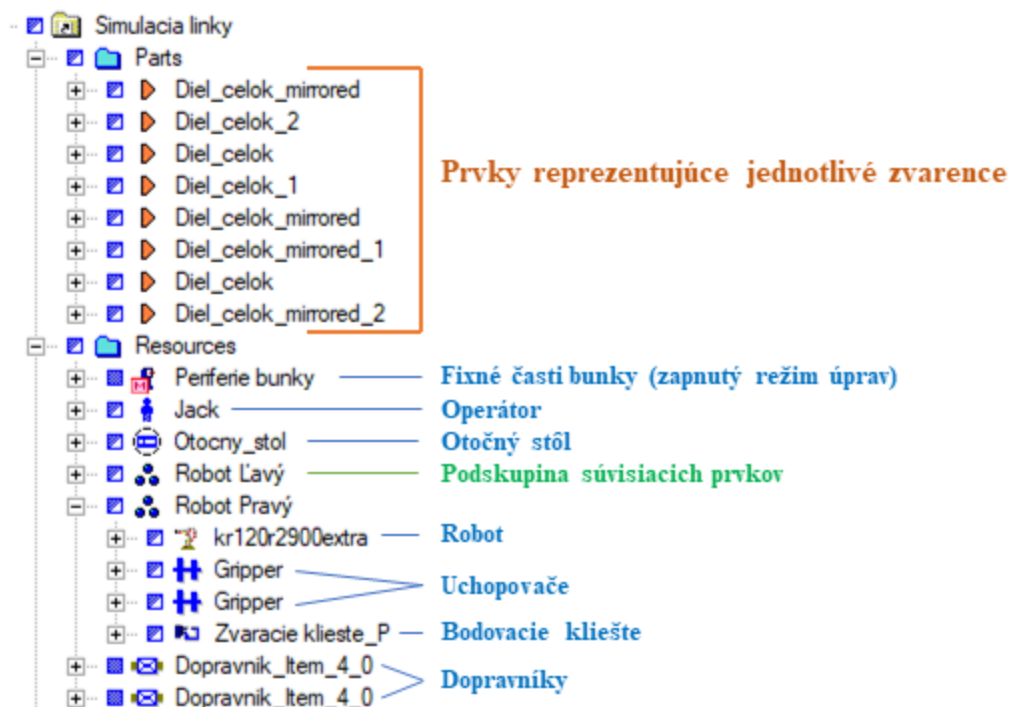 Simulacia linky
Parts
Diel_celok_mirrored
Diel_celok_2
Diel_celok
Prvky reprezentujúce jednotlivé zvarence
Diel_celok_1
Diel_celok_mirrored
Diel_celok_mirrored_1
Diel_celok
Diel_celok_mirrored_2
Resources
Periferie bunky Fixné časti bunky (zapnutý režim úprav)
Jack Operátor
Otocny_stol Otočný stôl
Robot Ľavý Podskupina súvisiacich prvkov
Robot Pravý
kr120r2900extra Robot
Gripper
Uchopovače
Gripper
Zvaracie klieste_P Bodovacie kliešte
Dopravnik_Item_4_0
Dopravníky
Dopravnik_Item_4_0